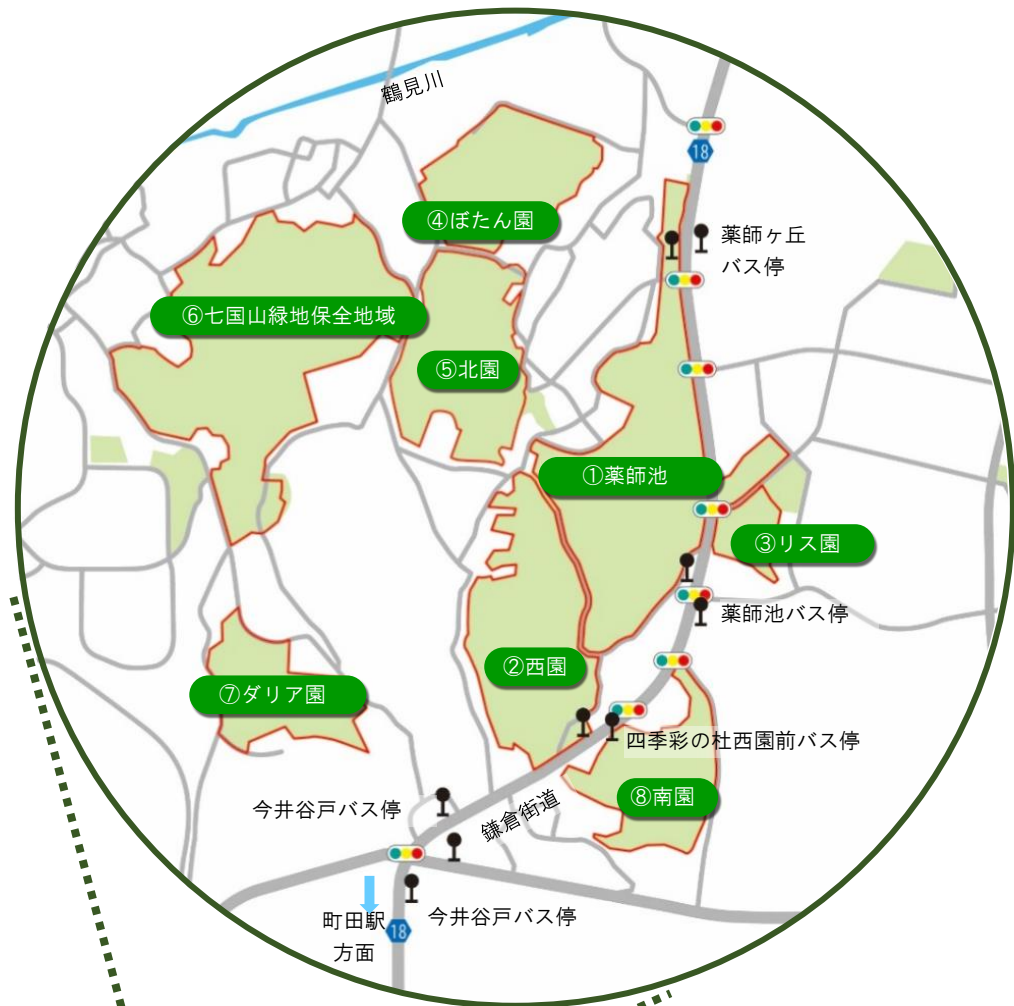 鶴見川
18
④ぼたん園
薬師ヶ丘
バス停
⑥七国山緑地保全地域
⑤北園
①薬師池
③リス園
薬師池バス停
②西園
⑦ダリア園
四季彩の杜西園前バス停
⑧南園
今井谷戸バス停
鎌倉街道
今井谷戸バス停
町田駅
方面
18